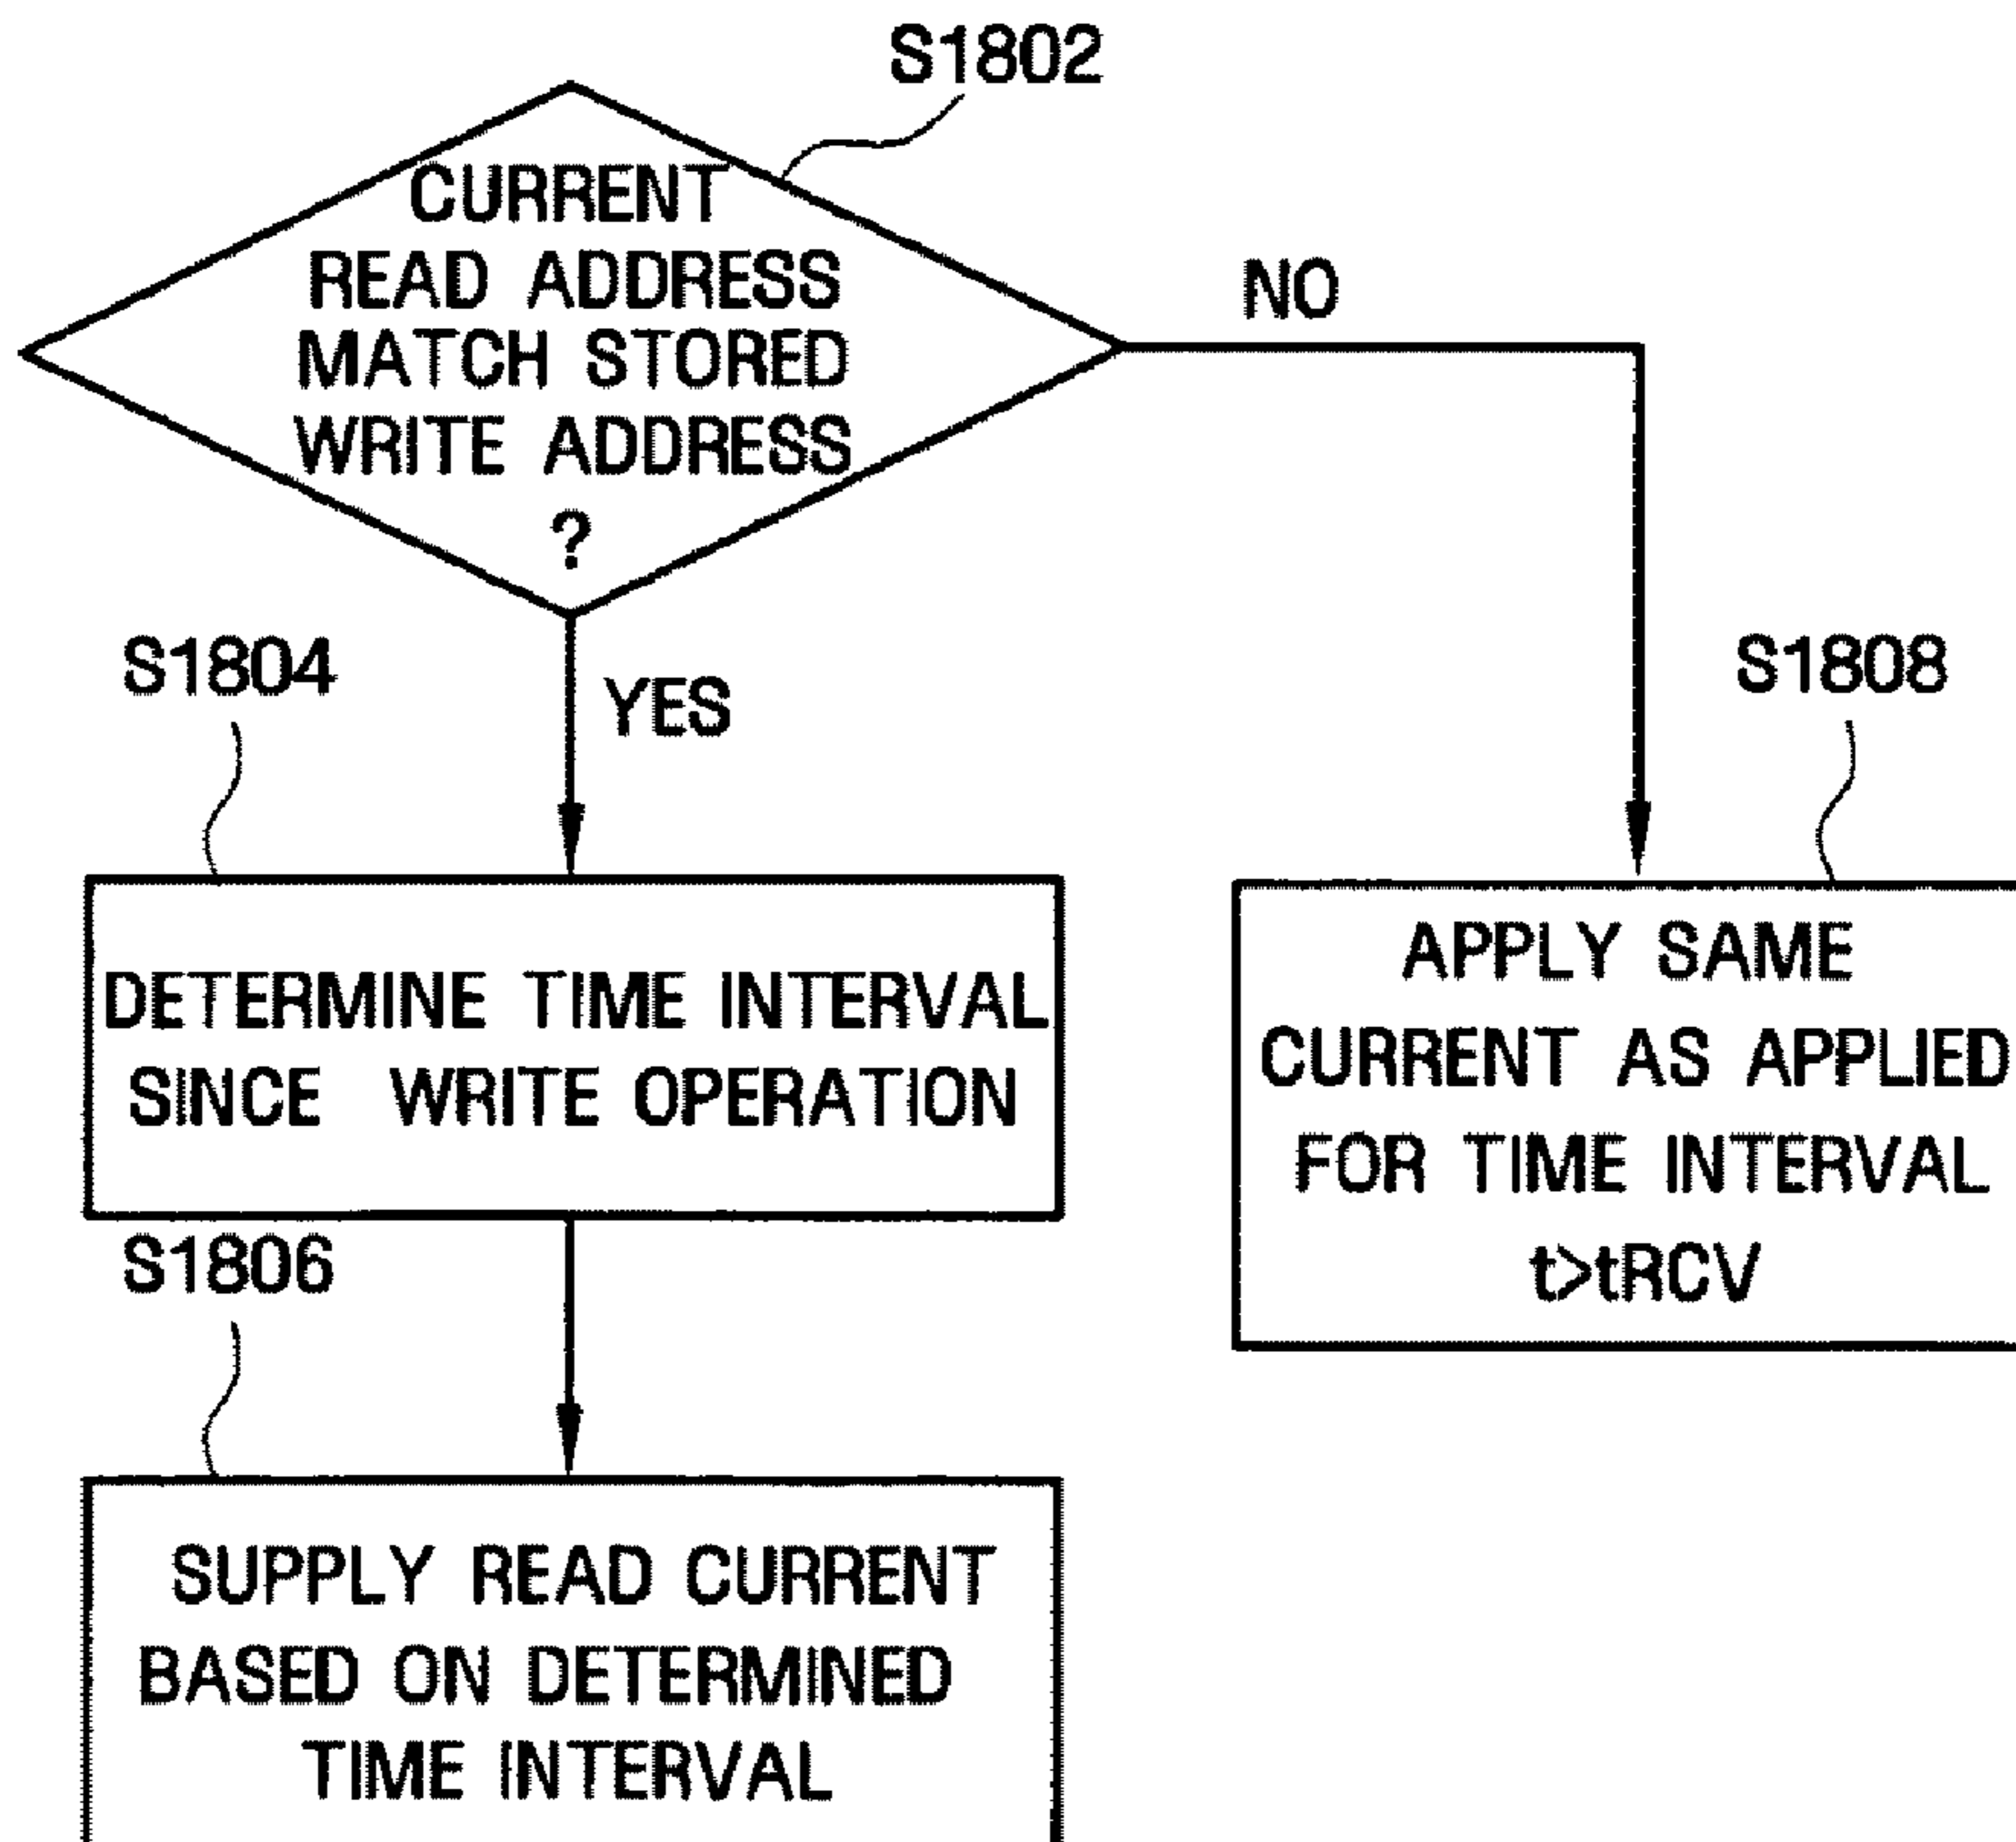 S1802
CURRENT
READ ADDRESS
MATCH STORED
WRITE ADDRESS
?
NO
YES
S1804
DETERMINE TIME INTERVAL
SINCE WRITE OPERATION
S1808
APPLY SAME
CURRENT AS APPLIED
FOR TIME INTERVAL
t>tRCV
S1806
SUPPLY READ CURRENT
BASED ON DETERMINED
TIME INTERVAL